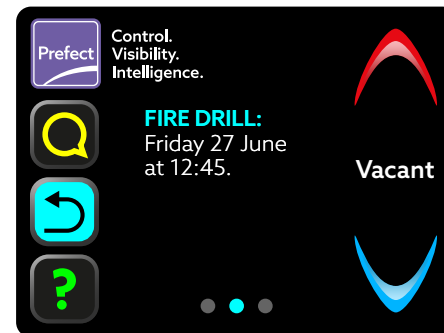 Prefect
Control.
Visibility.
Intelligence.
FIRE DRILL:
Friday 27 June
at 12:45.
Vacant
?